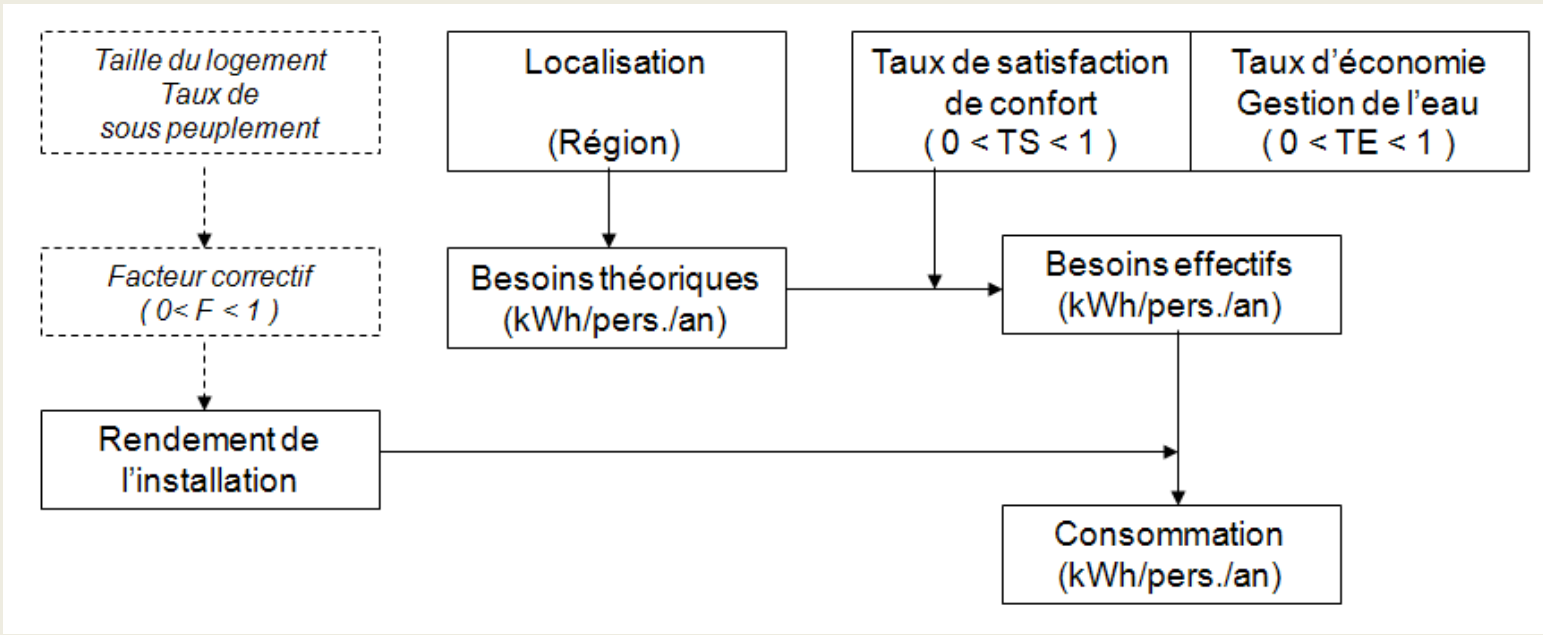 Taille du logement
Taux de
sous peuplement
Localisation
(Région)
Taux de satisfaction
de confort
( 0 < TS < 1 )
Taux d'économie
Gestion de l'eau
( 0 < TE < 1 )
Facteur correctif
( 0< F < 1 )
Besoins théoriques
(kWh/pers./an)
Besoins effectifs
(kWh/pers./an)
Rendement de
l'installation
Consommation
(kWh/pers./an)